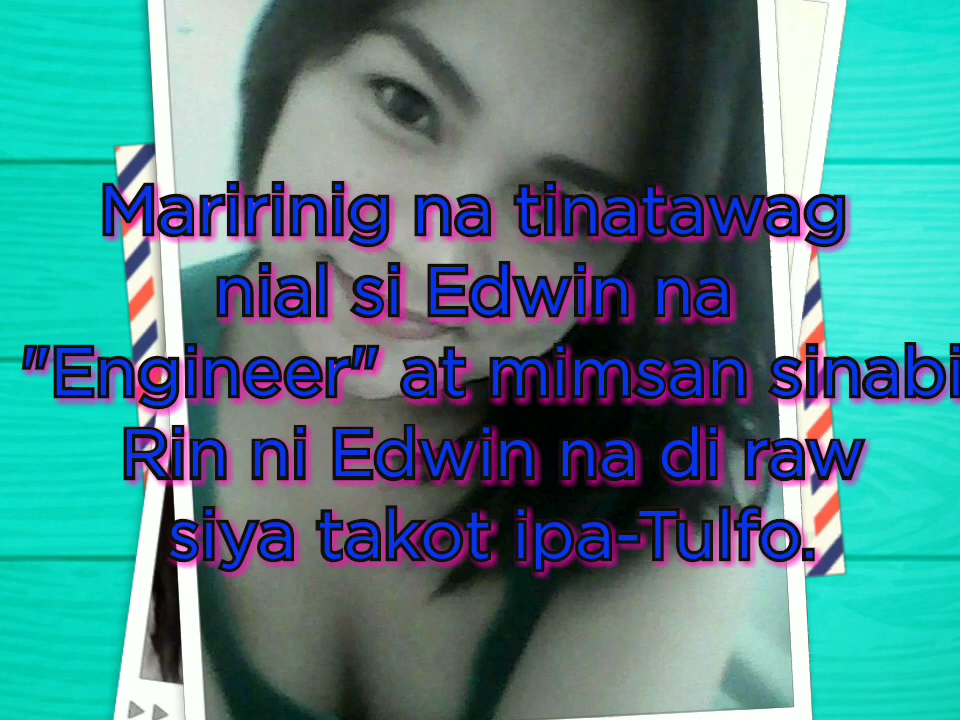 Maririnig na tinatawag
nial si Edwin na
"Engineer" at mimsan sinabi
Rin ni Edwin na di raw
siya takot ipa-Tulfo.